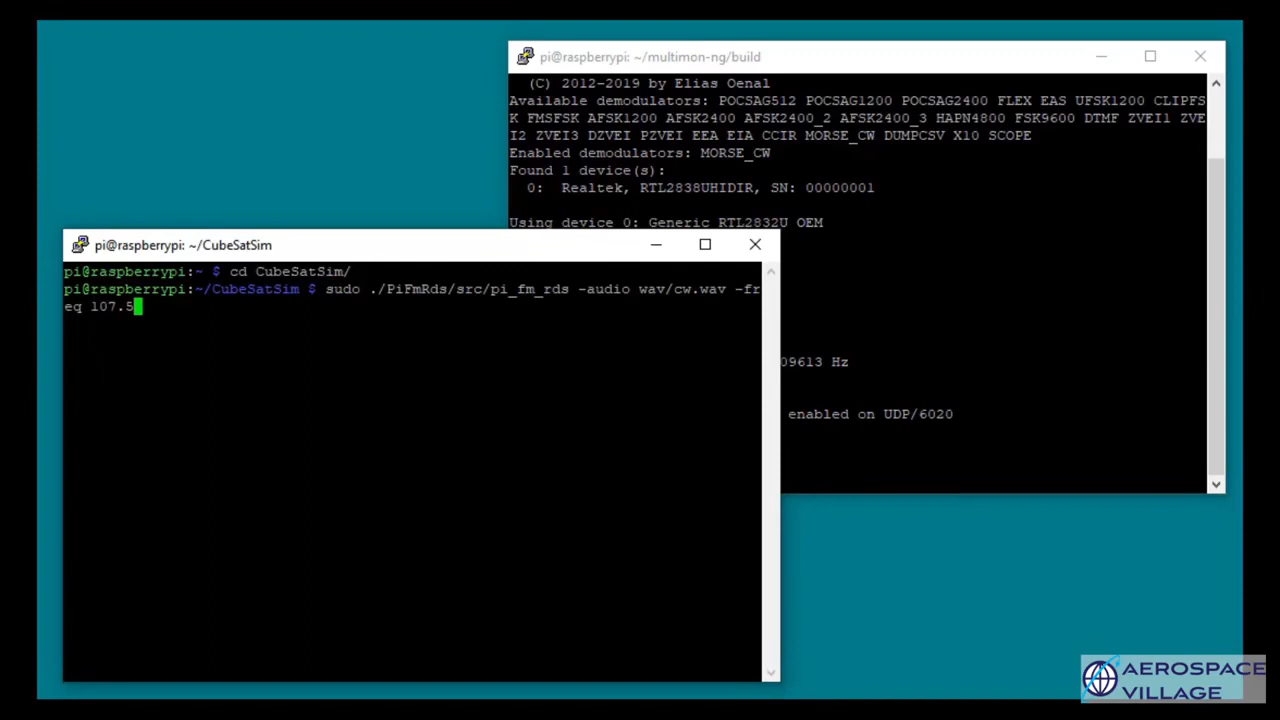 pi@raspberrypi: ~/multimon-ng/build
(C) 2012-2019 by Elias Oenal
Available demodulators: POCSAG512 POCSAG1200 POCSAG2400 FLEX EAS UFSK1200 CLIPFS
K FMSFSK AFSK1200 AFSK2400 AFSK2400_2 AFSK2400_3 HAPN4800 FSK9600 DTMF ZVEI1 ZVE
I2 ZVEI3 DZVEI PZVEI EEA EIA CCIR MORSE_CW DUMPCSV X10 SCOPE
Enabled demodulators: MORSE_CW
Found 1 device(s):
0: Realtek, RTL2838UHIDIR, SN: 00000001
Using device 0: Generic RTL2832U OEM
09613 Hz
enabled on UDP/6020
pi@raspberrypi: ~/CubeSatSim
pi@raspberrypi:~ $ cd CubeSatSim/
pi@raspberrypi:~/CubeSatSim $ sudo ./PiFmRds/src/pi_fm_rds -audio wav/cw.wav -fr
eq 107.5
AEROSPACE
VILLAGE